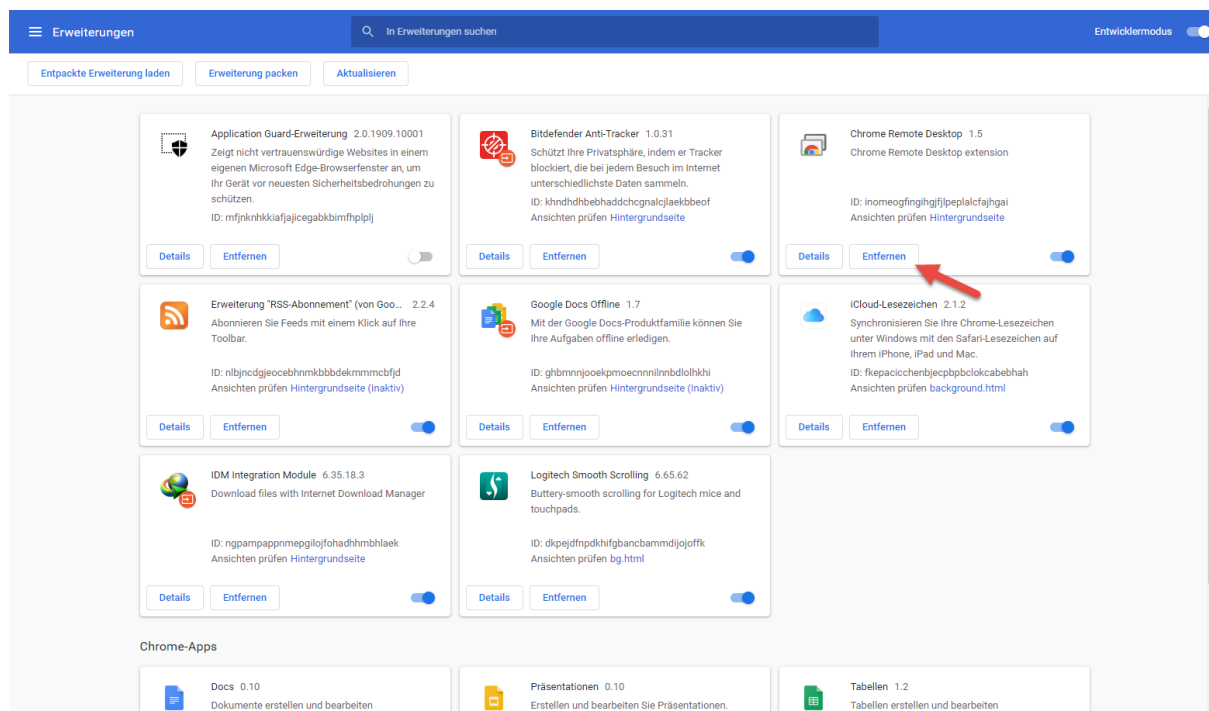 Erweiterungen
In Erweiterungen suchen
Entwicklermodus
Entpackte Erweiterung laden
Erweiterung packen
Aktualisieren
Application Guard-Erweiterung 2.0.1909.10001
Zeigt nicht vertrauenswürdige Websites in einem
eigenen Microsoft Edge-Browserfenster an, um
Ihr Gerät vor neuesten Sicherheitsbedrohungen zu
schützen.
ID: mfjnknhkkiafjajicegabkbimfhplplj
Details
Entfernen
Bitdefender Anti-Tracker 1.0.31
Schützt Ihre Privatsphäre, indem er Tracker
blockiert, die bei jedem Besuch im Internet
unterschiedlichste Daten sammeln.
ID: khndhdhbebhaddchcgnalcjlaekbbeof
Ansichten prüfen Hintergrundseite
Details
Entfernen
Chrome Remote Desktop 1.5
Chrome Remote Desktop extension
ID: inomeogfingihgjfjlpeplalcfajhgai
Ansichten prüfen Hintergrundseite
Details
Entfernen
Erweiterung "RSS-Abonnement" (von Goo... 2.2.4
Abonnieren Sie Feeds mit einem Klick auf Ihre
Toolbar.
ID: nlbjncdgjeocebhnmkbbbdekmmmcbfjd
Ansichten prüfen Hintergrundseite (Inaktiv)
Details
Entfernen
Google Docs Offline 1.7
Mit der Google Docs-Produktfamilie können Sie
Ihre Aufgaben offline erledigen.
ID: ghbmnnjooekpmoecnnnilnnbdlolhkhi
Ansichten prüfen Hintergrundseite (Inaktiv)
Details
Entfernen
iCloud-Lesezeichen 2.1.2
Synchronisieren Sie Ihre Chrome-Lesezeichen
unter Windows mit den Safari-Lesezeichen auf
Ihrem iPhone, iPad und Mac.
ID: fkepacicchenbjecpbpbclokcabebhah
Ansichten prüfen background.html
Details
Entfernen
IDM Integration Module 6.35.18.3
Download files with Internet Download Manager
ID: ngpampappnmepgilojfohadhhmbhlaek
Ansichten prüfen Hintergrundseite
Details
Entfernen
Logitech Smooth Scrolling 6.65.62
Buttery-smooth scrolling for Logitech mice and
touchpads.
ID: dkpejdfnpdkhifgbancbammdijojoffk
Ansichten prüfen bg.html
Details
Entfernen
Chrome-Apps
Docs 0.10
Dokumente erstellen und bearbeiten
Präsentationen 0.10
Erstellen und bearbeiten Sie Präsentationen.
Tabellen 1.2
Tabellen erstellen und bearbeiten